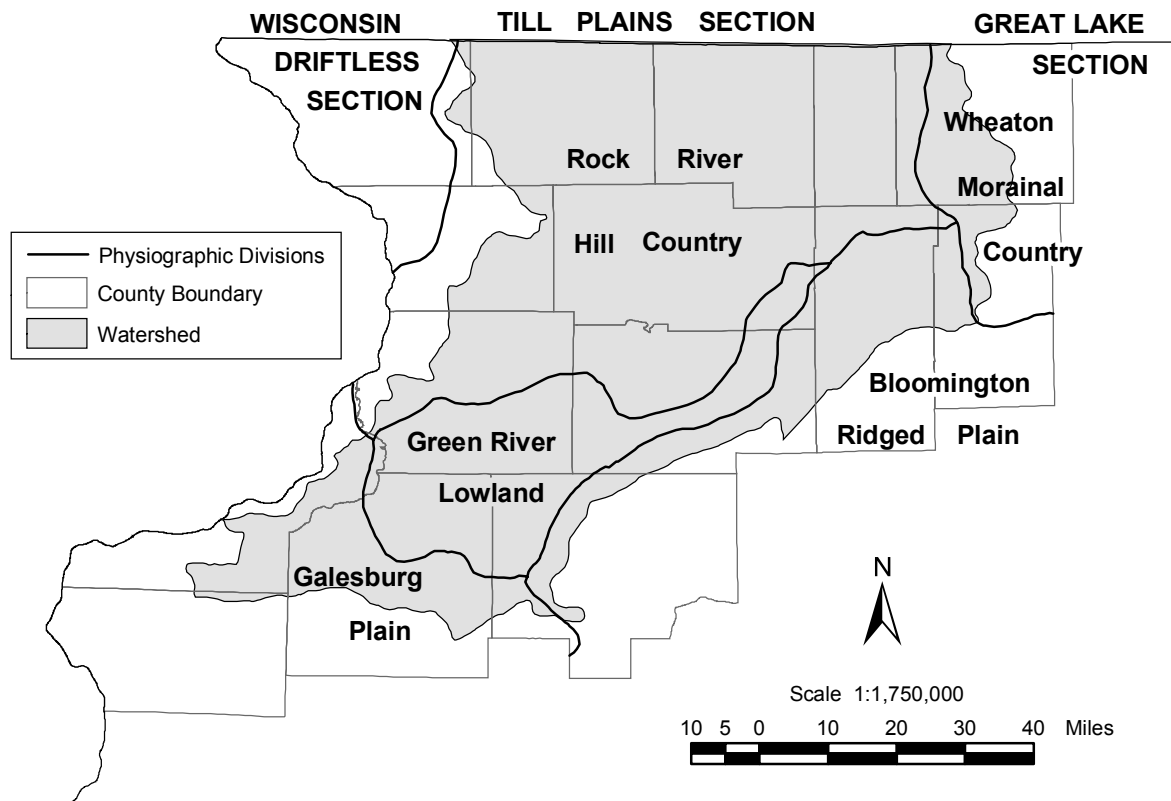 WISCONSIN TILL PLAINS SECTION GREAT LAKE
DRIFTLESS SECTION
SECTION
Wheaton
Rock River
Morainal
Hill Country Country
Physiographic Divisions
County Boundary
Watershed
Bloomington
Green River Ridged Plain
Lowland
Galesburg
Plain
N
Scale 1:1,750,000
10 5 0 10 20 30 40 Miles